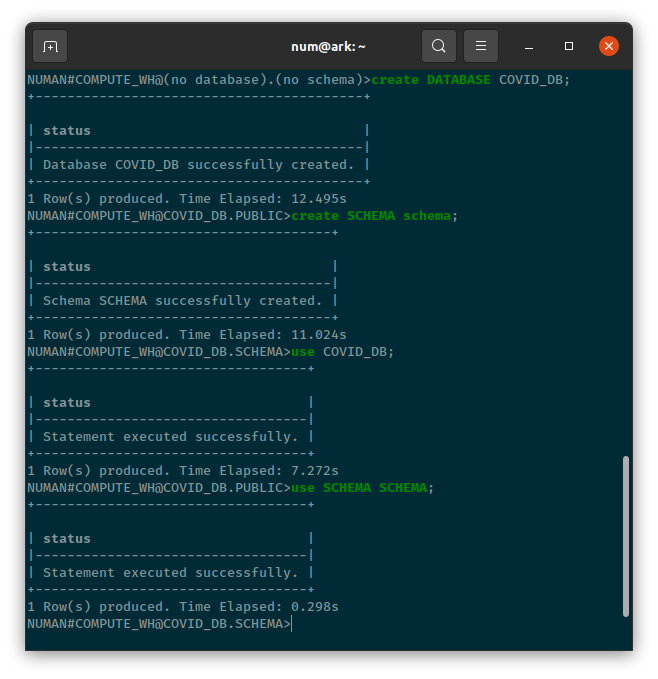 num@ark: ~
NUMAN#COMPUTE_WH@(no database).(no schema)>create DATABASE COVID_DB;
+-----------------------------------------+
| status                                  |
|-----------------------------------------|
| Database COVID_DB successfully created. |
+-----------------------------------------+
1 Row(s) produced. Time Elapsed: 12.495s
NUMAN#COMPUTE_WH@COVID_DB.PUBLIC>create SCHEMA schema;
+-------------------------------------+
| status                              |
|-------------------------------------|
| Schema SCHEMA successfully created. |
+-------------------------------------+
1 Row(s) produced. Time Elapsed: 11.024s
NUMAN#COMPUTE_WH@COVID_DB.SCHEMA>use COVID_DB;
+----------------------------------+
| status                           |
|----------------------------------|
| Statement executed successfully. |
+----------------------------------+
1 Row(s) produced. Time Elapsed: 7.272s
NUMAN#COMPUTE_WH@COVID_DB.PUBLIC>use SCHEMA SCHEMA;
+----------------------------------+
| status                           |
|----------------------------------|
| Statement executed successfully. |
+----------------------------------+
1 Row(s) produced. Time Elapsed: 0.298s
NUMAN#COMPUTE_WH@COVID_DB.SCHEMA>